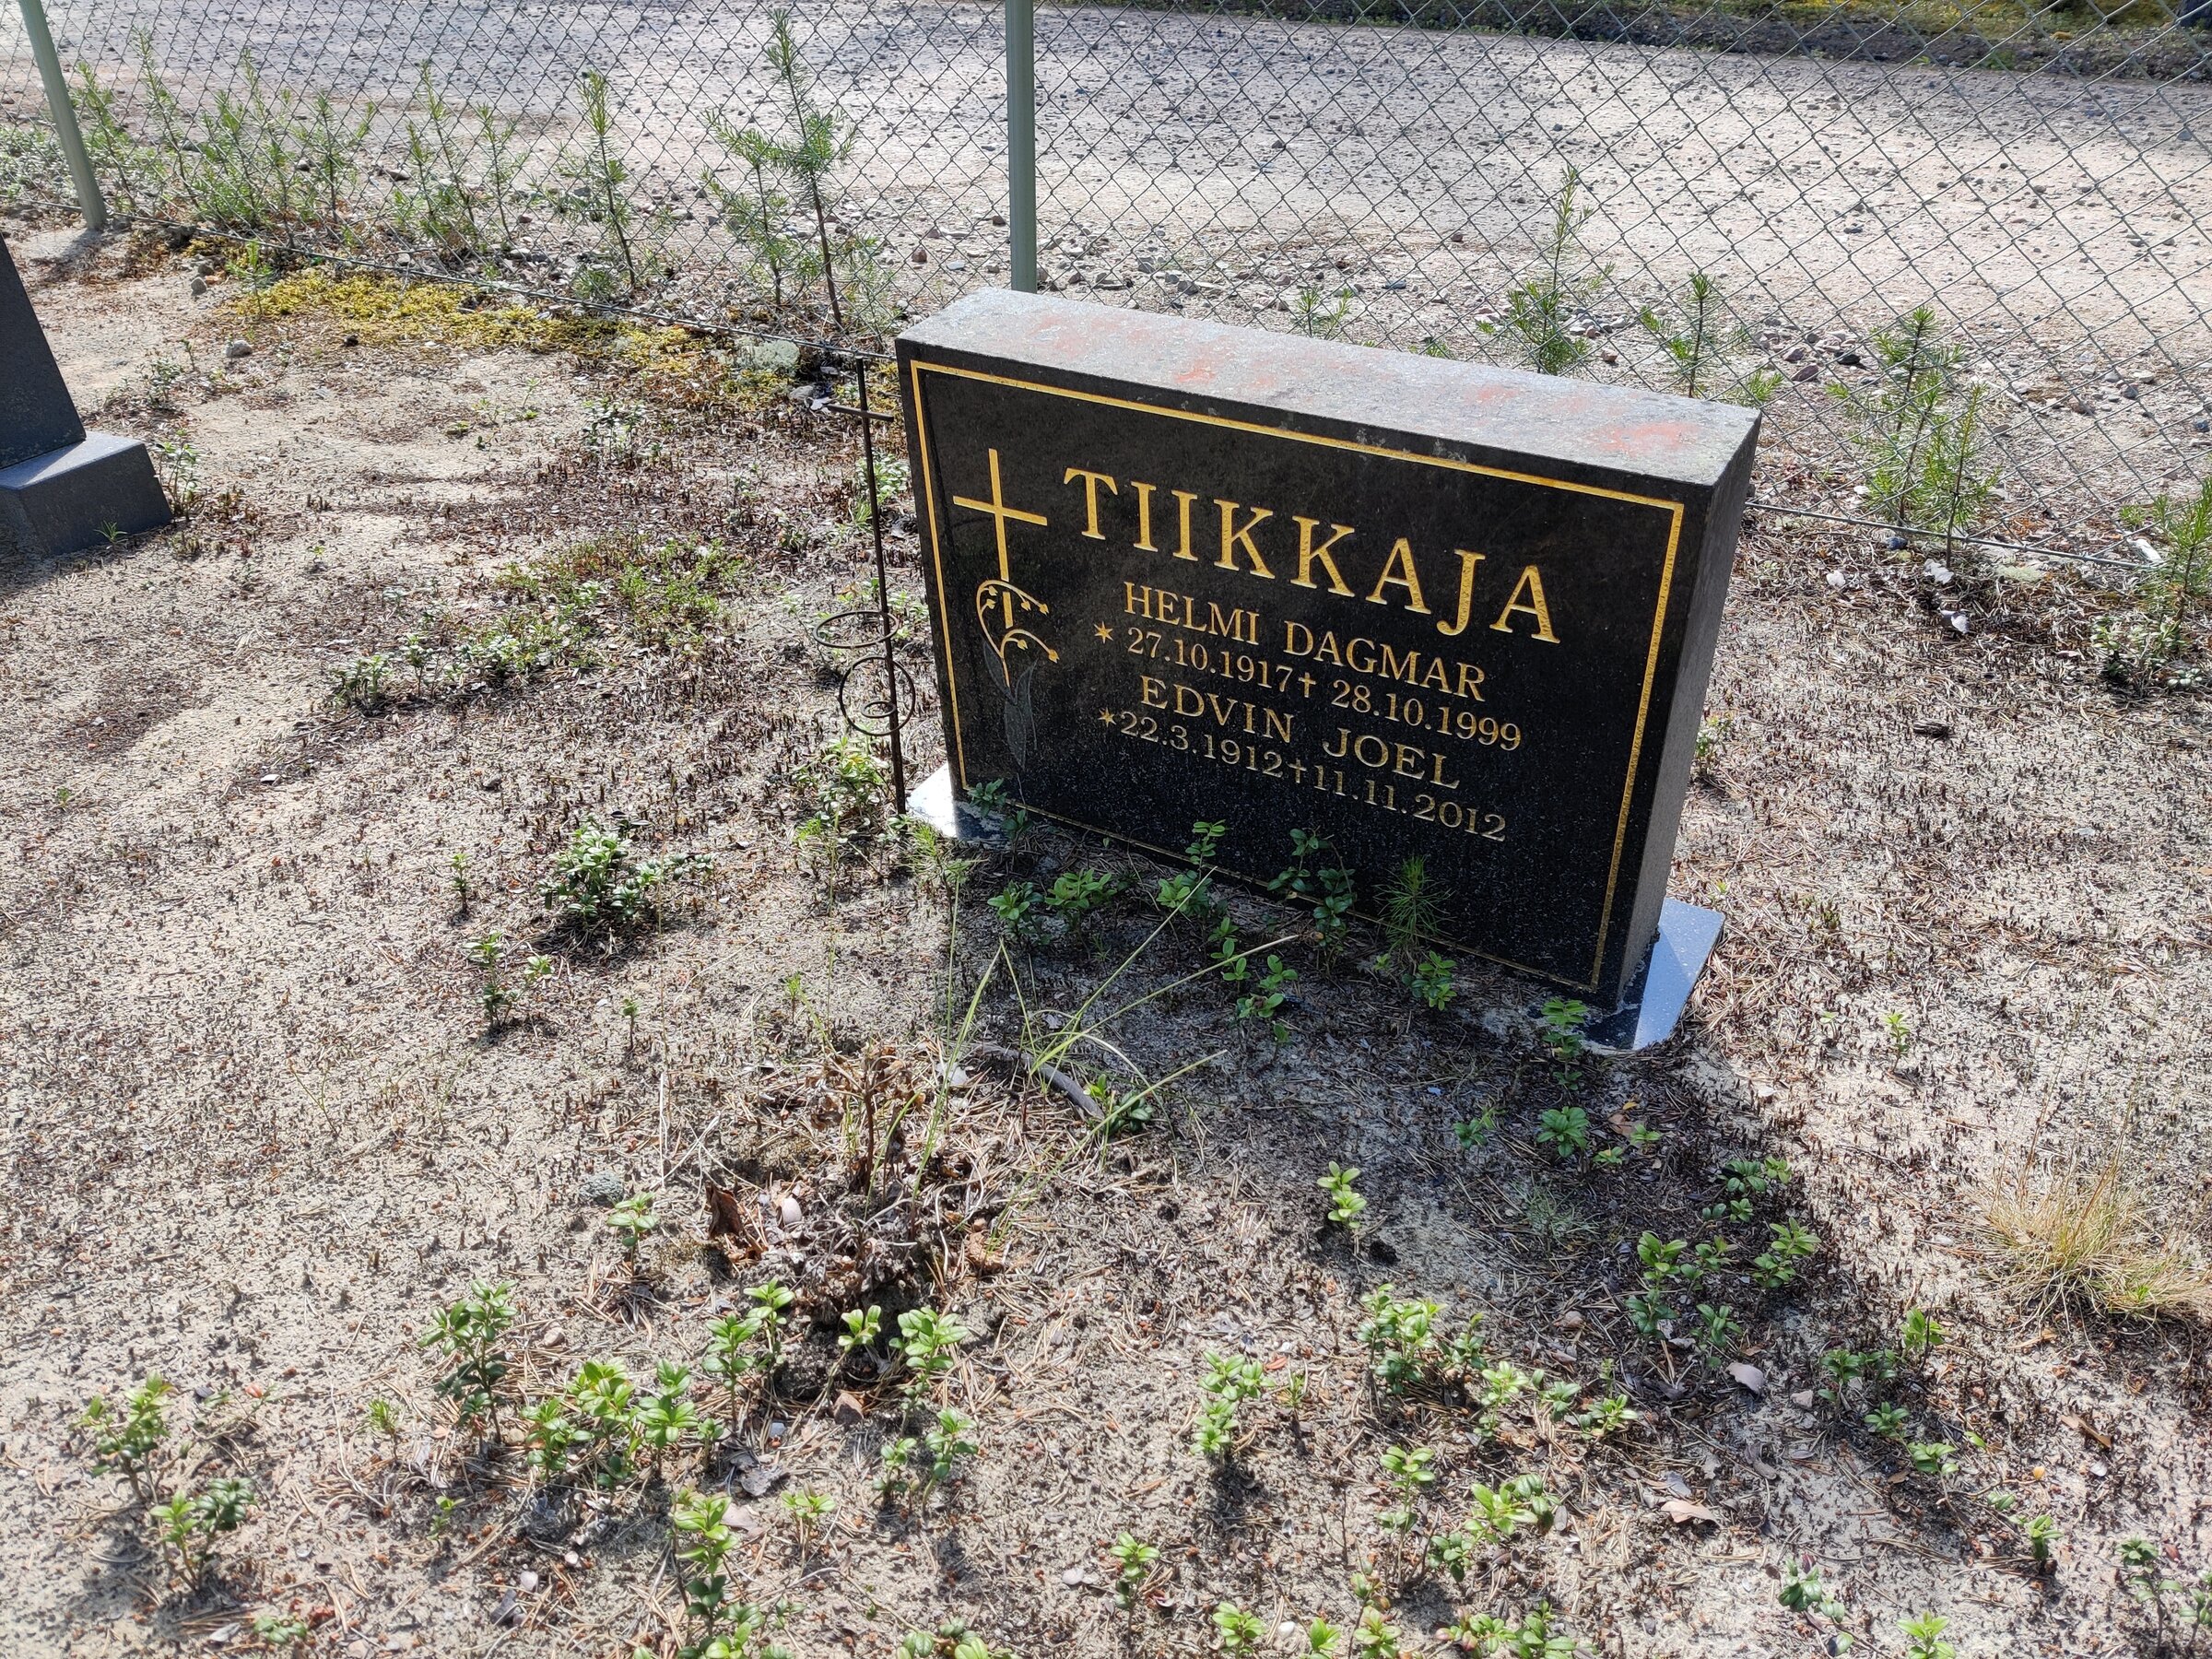 TIIKKAJA
HELMI DAGMAR
* 27.10.1917 † 28.10.1999
EDVIN JOEL
* 22.3.1912 † 11.11.2012